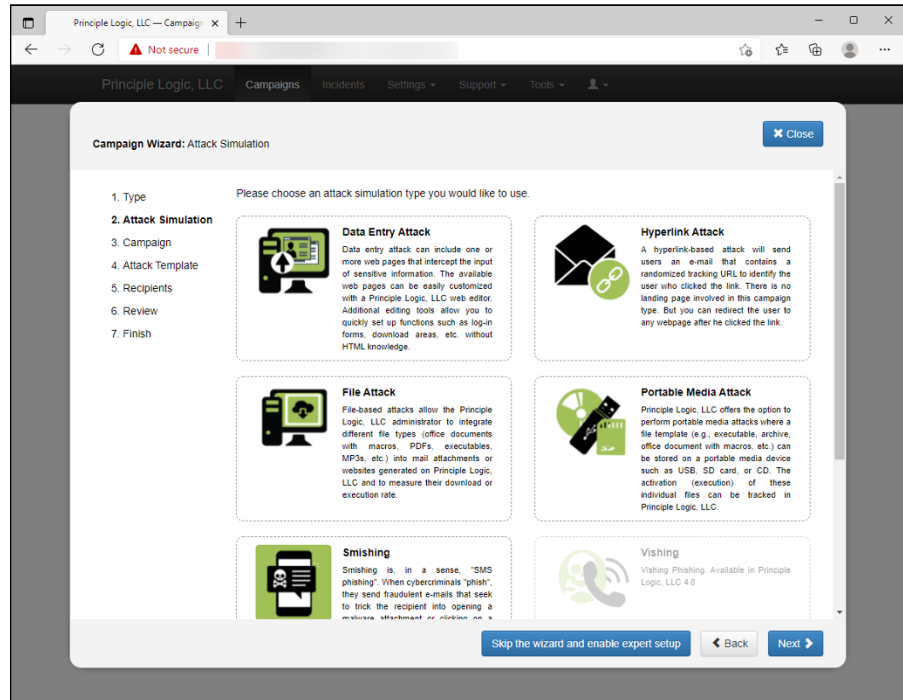 Principle Logic, LLC — Campaign
Not secure
Principle Logic, LLC Campaigns Incidents Settings Support Tools
Campaign Wizard: Attack Simulation
Close
1. Type
2. Attack Simulation
3. Campaign
4. Attack Template
5. Recipients
6. Review
7. Finish
Please choose an attack simulation type you would like to use.
Data Entry Attack
Data entry attack can include one or
more web pages that intercept the input
of sensitive information. The available
web pages can be easily customized
with a Principle Logic, LLC web editor.
Additional editing tools allow you to
quickly set up functions such as log-in
forms, download areas, etc. without
HTML knowledge.
Hyperlink Attack
A hyperlink-based attack will send
users an e-mail that contains a
randomized tracking URL to identify the
user who clicked the link. There is no
landing page involved in this campaign
type. But you can redirect the user to
any webpage after he clicked the link.
File Attack
File-based attacks allow the Principle
Logic, LLC administrator to integrate
different file types (office documents
with macros, PDFs, executables,
MP3s, etc.) into mail attachments or
websites generated on Principle Logic,
LLC and to measure their download or
execution rate.
Portable Media Attack
Principle Logic, LLC offers the option to
perform portable media attacks where a
file template (e.g., executable, archive,
office document with macros, etc.) can
be stored on a portable media device
such as USB, SD card, or CD. The
activation (execution) of these
individual files can be tracked in
Principle Logic, LLC.
Smishing
Smishing is, in a sense, "SMS
phishing". When cybercriminals "phish",
they send fraudulent e-mails that seek
to trick the recipient into opening a
malware attachment or clicking on a
Vishing
Vishing Phishing. Available in Principle
Logic, LLC 4.8
Skip the wizard and enable expert setup
Back
Next